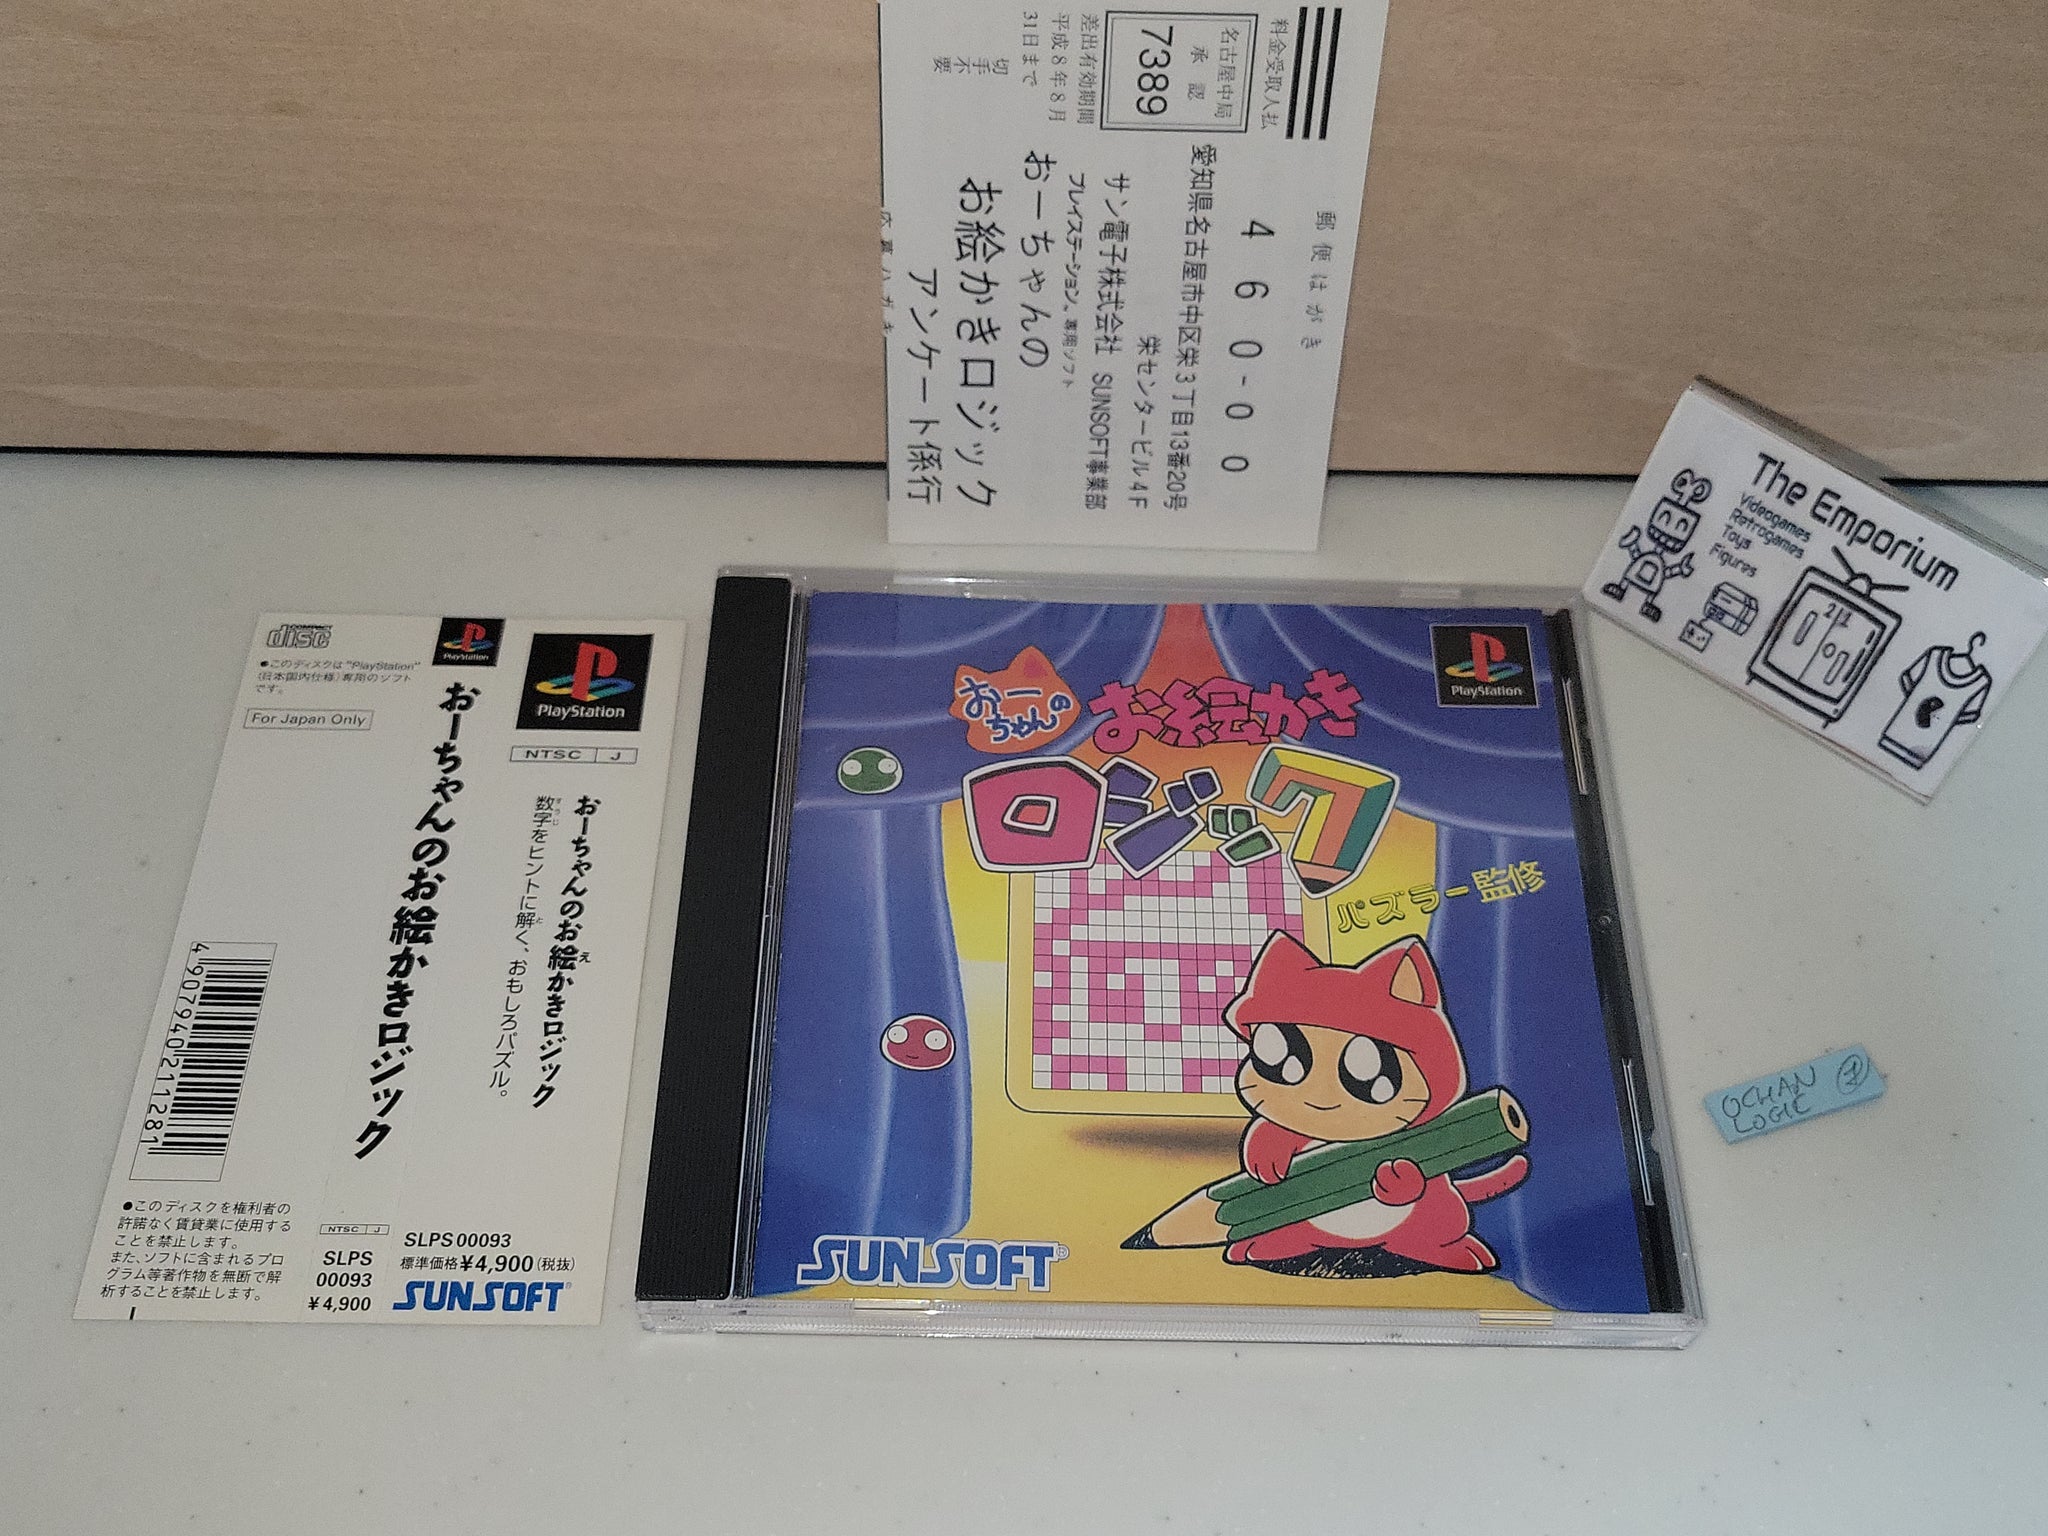 料金受取人払
名古屋中局
承認
7389
差出有効期間
平成8年8月
31日まで
切手不要
郵便はがき
460-00
愛知県名古屋市中区栄3丁目13番20号
栄センタービル4F
サン電子株式会社 SUNSOFT事業部
プレイステーション専用ソフト
おーちゃんの
お絵かきロジック
アンケート係行
The Emporium
Videogames
Retrogames
Toys
Figures
COMPACT
disc
●このディスクは"PlayStation"
(日本国内仕様)専用のソフト
です。
For Japan Only
4907940211281
●このディスクを権利者の
許諾なく賃貸業に使用する
ことを禁止します。
また、ソフトに含まれるプロ
グラム等著作物を無断で解
析することを禁止します。
PlayStation
おーちゃんのお絵かきロジック
NTSC J
SLPS
00093
¥4,900
PlayStation
NTSC J
おーちゃんのお絵かきロジック
え
数字をヒントに解く、おもしろパズル。
すうじ
と
SLPS 00093
標準価格¥4,900(税抜)
SUNSOFT
PlayStation
おーちゃんの
お絵かき
ロジック
パズラー監修
SUNSOFT®
OCHAN
LOGIC